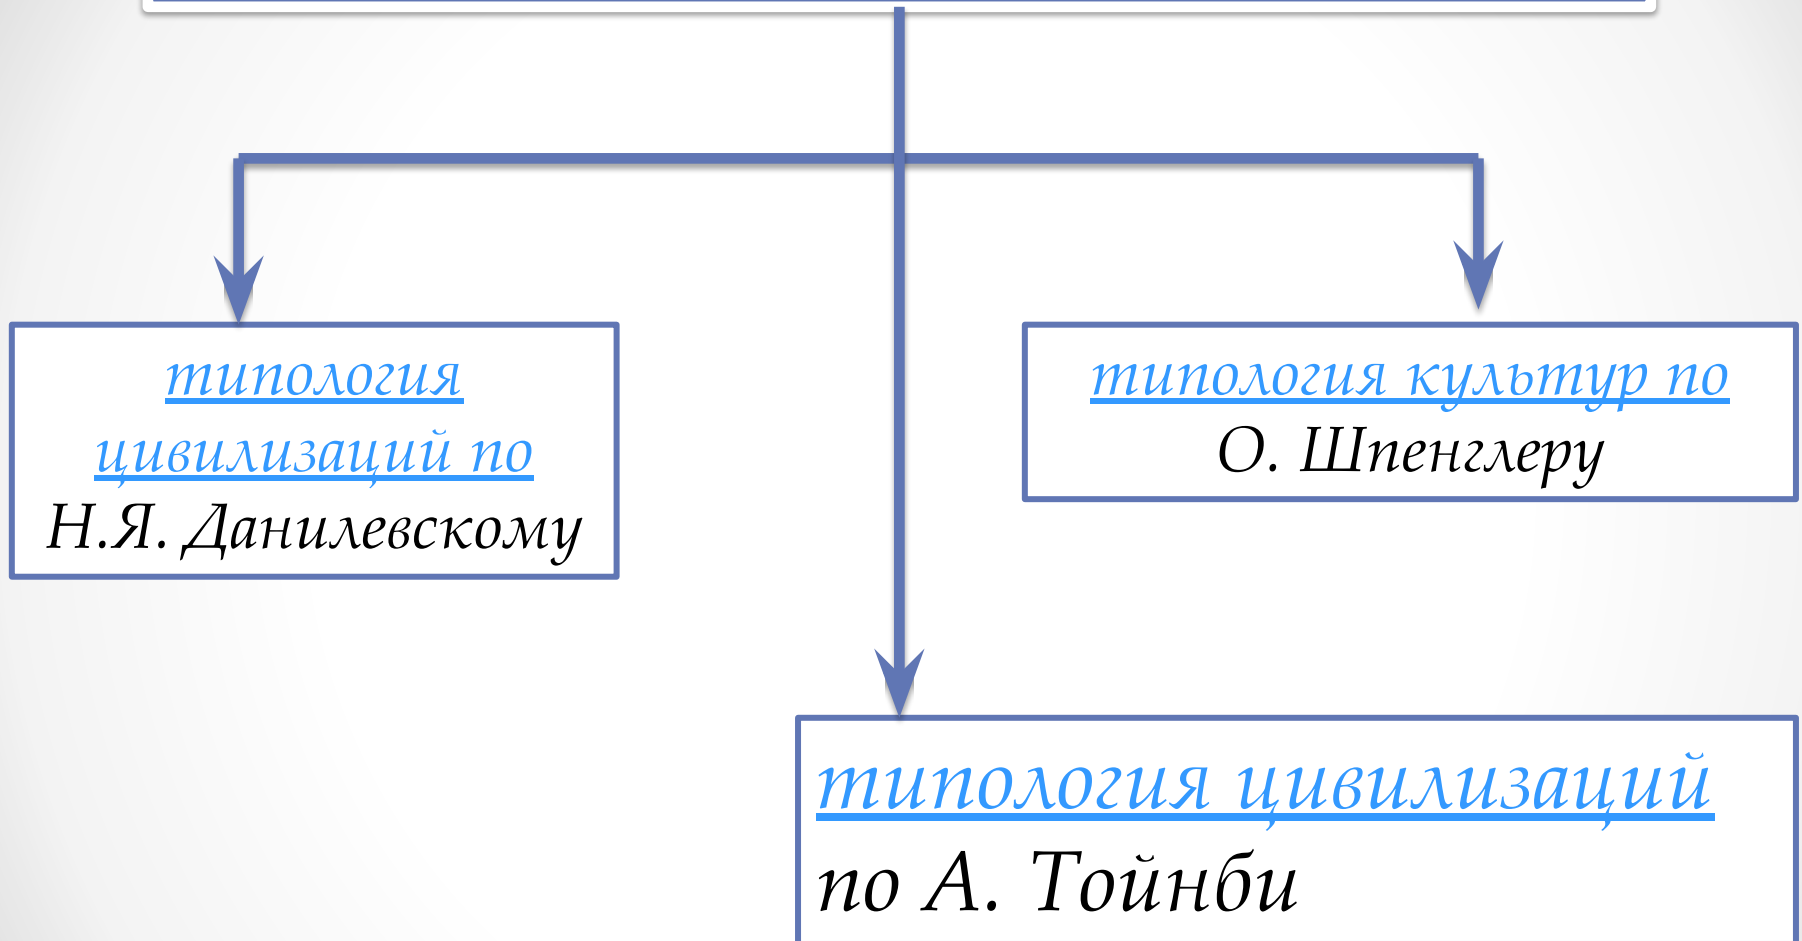 типология
цивилизаций по
Н.Я. Данилевскому
типология культур по
О. Шпенглеру
типология цивилизаций
по А. Тойнби